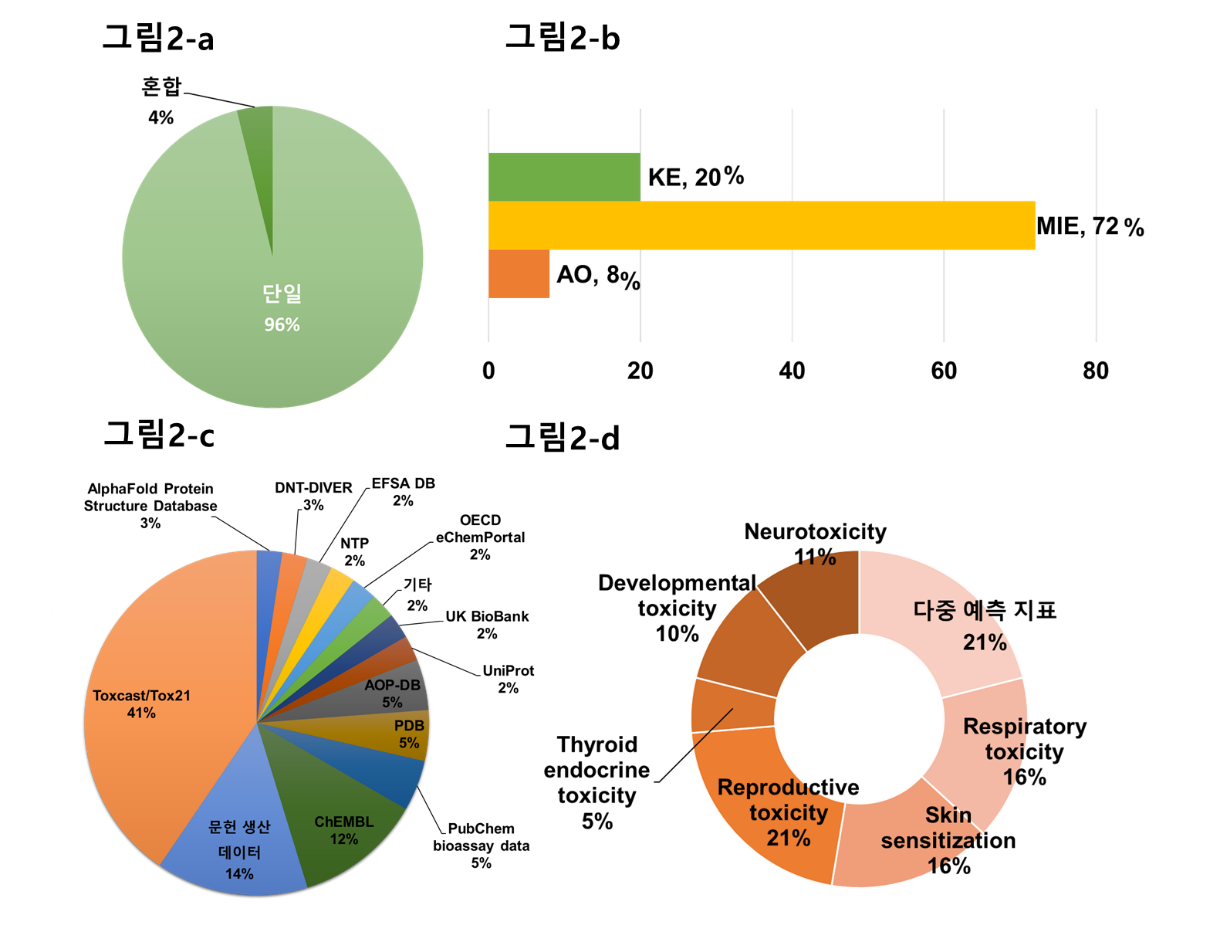 그림2-a
혼합
4%
단일
96%
그림2-b
KE, 20%
MIE, 72%
AO, 8%
0
20
40
60
80
그림2-c
AlphaFold Protein
Structure Database
3%
DNT-DIVER
3%
EFSA DB
2%
NTP
2%
OECD
eChemPortal
2%
기타
2%
UK BioBank
2%
UniProt
2%
AOP-DB
5%
PDB
5%
PubChem
bioassay data
5%
ChEMBL
12%
문헌 생산
데이터
14%
Toxcast/Tox21
41%
그림2-d
Neurotoxicity
11%
다중 예측 지표
21%
Respiratory
toxicity
16%
Skin
sensitization
16%
Reproductive
toxicity
21%
Thyroid
endocrine
toxicity
5%
Developmental
toxicity
10%